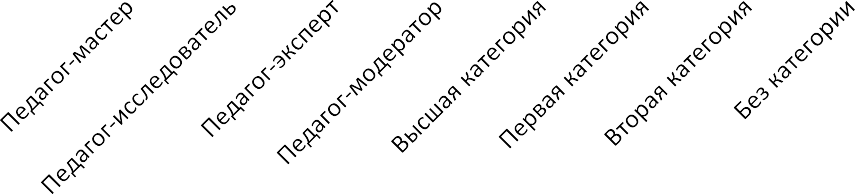 Педагог-мастер
Педагог-исследователь
Педагог-эксперт
Педагог-модератор
Высшая категория
Первая категория
Вторая категория
Без категории